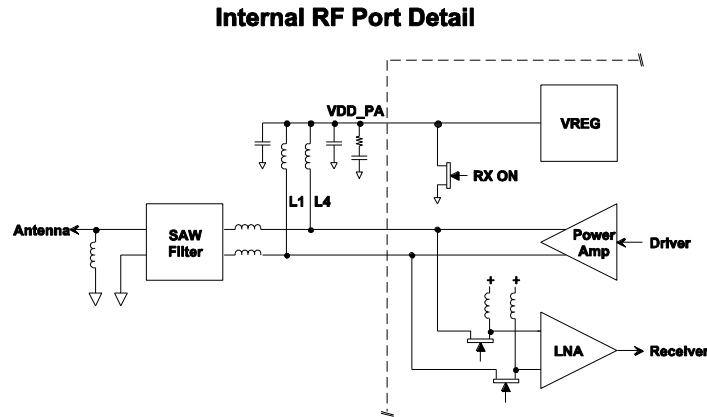 Internal RF Port Detail
VDD_PA
VREG
RX ON
L1
L4
Antenna
SAW
Filter
Power
Amp
Driver
+ +
LNA
Receiver